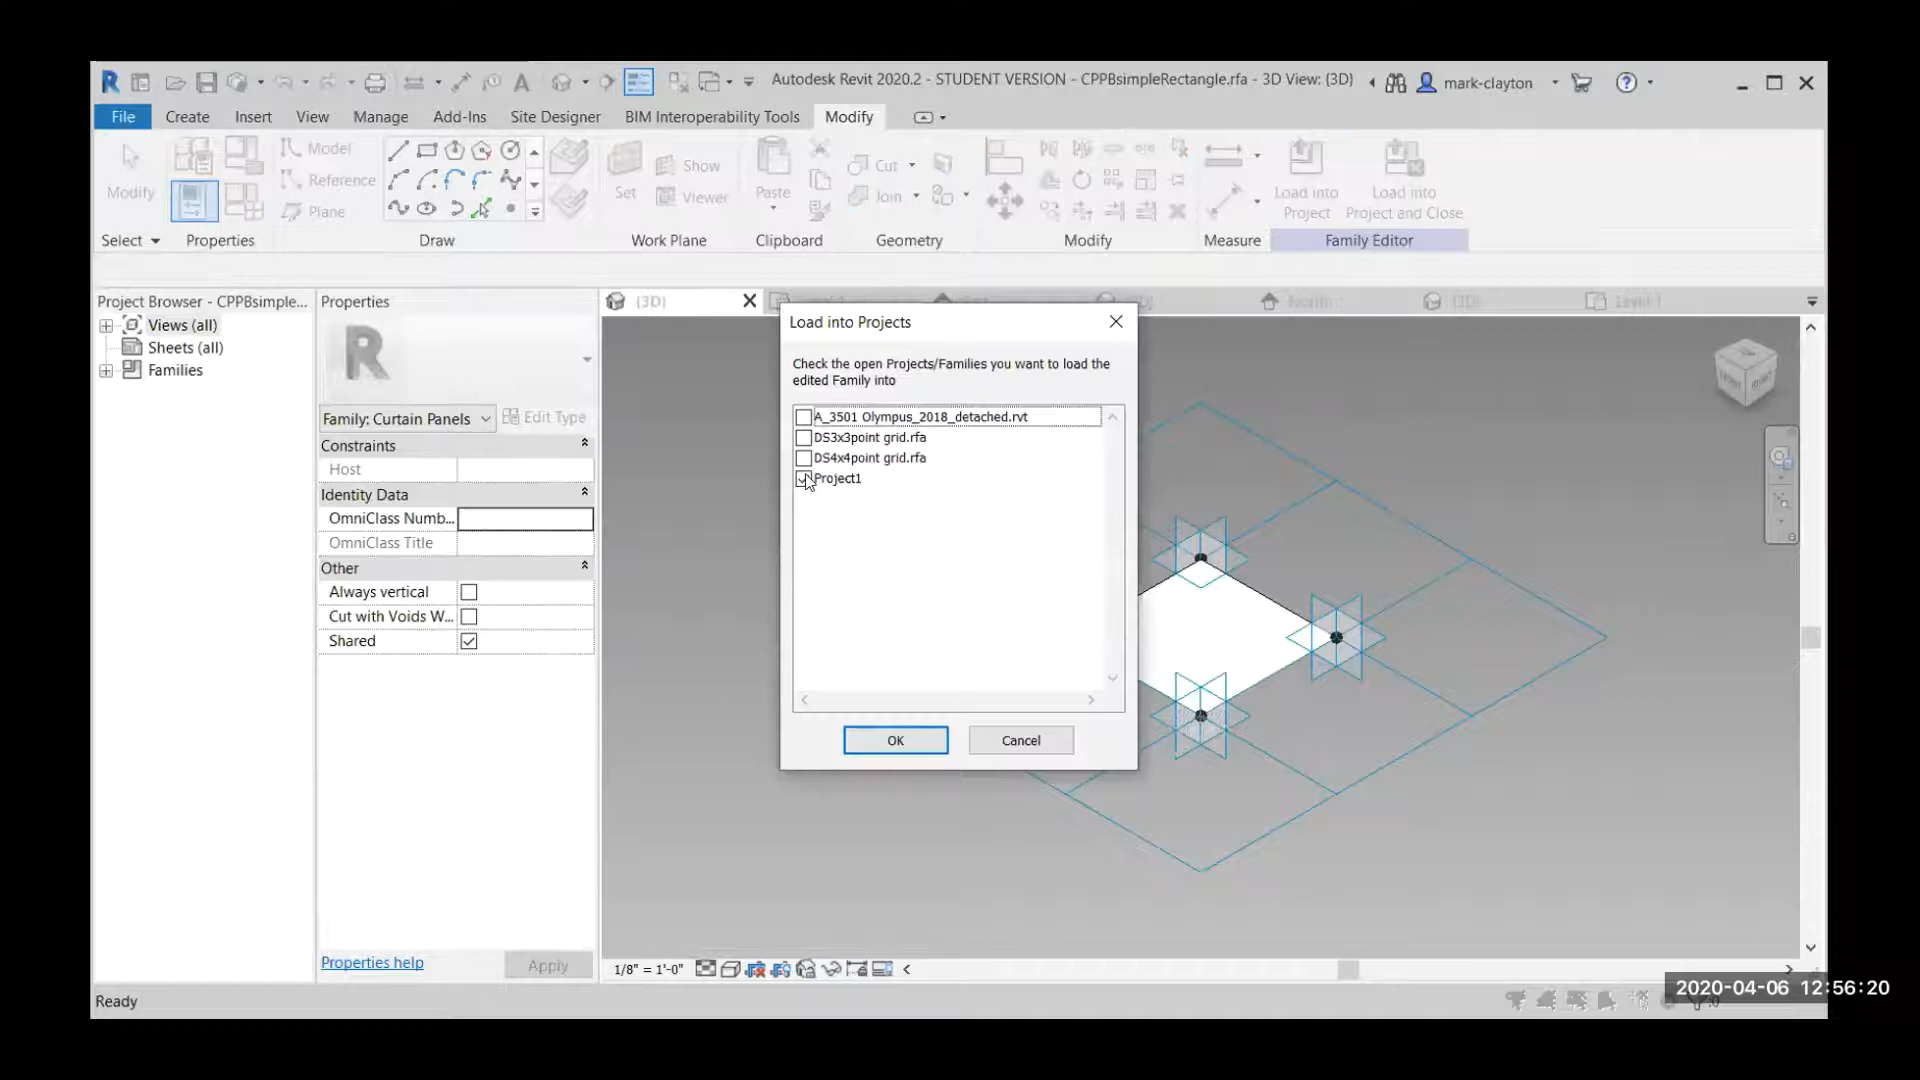 Autodesk Revit 2020.2 - STUDENT VERSION - CPPBsimpleRectangle.rfa - 3D View: {3D}
mark-clayton
File Create Insert View Manage Add-Ins Site Designer BIM Interoperability Tools Modify
Modify
Model
Reference
Plane
Set
Show
Viewer
Paste
Cut
Join
Load into
Project
Load into
Project and Close
Select Properties Draw Work Plane Clipboard Geometry Modify Measure Family Editor
Project Browser - CPPBsimple...
Views (all)
Sheets (all)
Families
Properties
Family: Curtain Panels
Edit Type
Constraints
Host
Identity Data
OmniClass Numb...
OmniClass Title
Other
Always vertical
Cut with Voids W...
Shared
Properties help
Apply
{3D}
Level 1
Load into Projects
Check the open Projects/Families you want to load the
edited Family into
A_3501 Olympus_2018_detached.rvt
DS3x3point grid.rfa
DS4x4point grid.rfa
Project1
OK
Cancel
1/8" = 1'-0"
Ready
2020-04-06 12:56:20